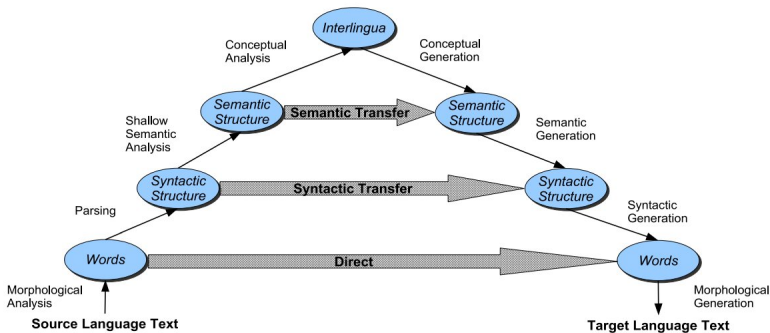 Interlingua
Conceptual
Analysis
Conceptual
Generation
Semantic
Structure
Semantic Transfer
Semantic
Structure
Shallow
Semantic
Analysis
Semantic
Generation
Syntactic
Structure
Syntactic Transfer
Syntactic
Structure
Parsing
Syntactic
Generation
Words
Direct
Words
Morphological
Analysis
Morphological
Generation
Source Language Text
Target Language Text